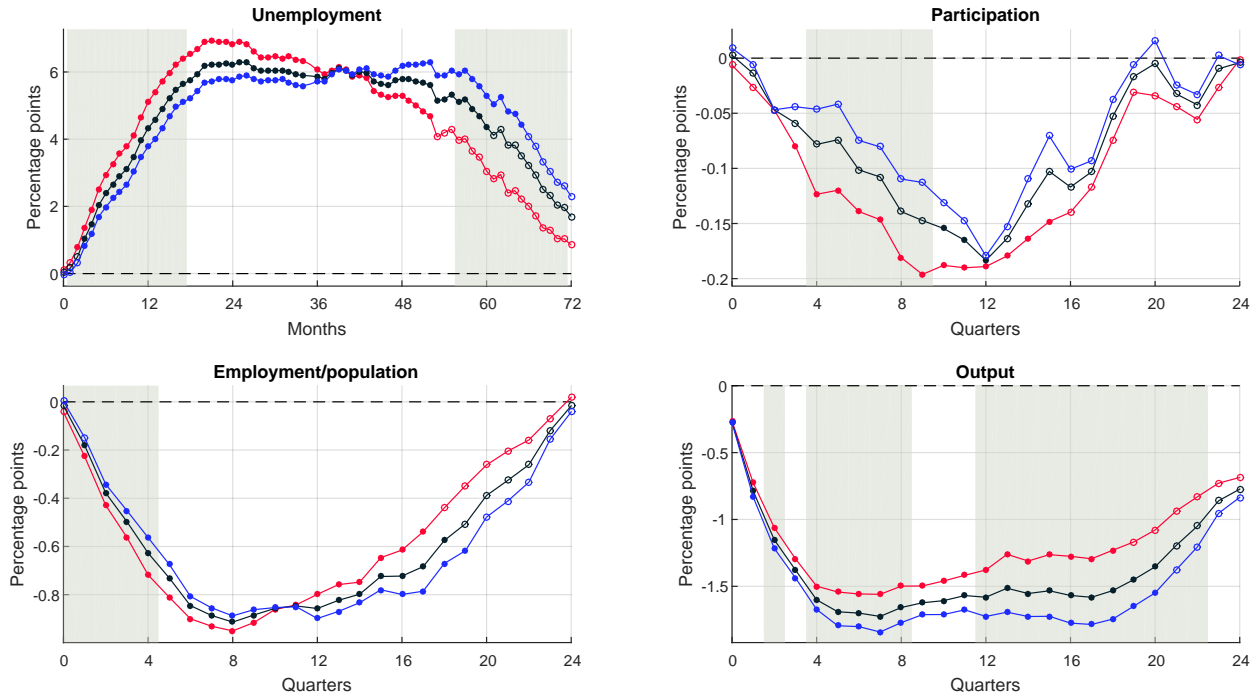 Unemployment
Percentage points
6
4
2
0
0 12 24 36 48 60 72
Months
Participation
Percentage points
0
-0.05
-0.1
-0.15
-0.2
0 4 8 12 16 20 24
Quarters
Employment/population
Percentage points
0
-0.2
-0.4
-0.6
-0.8
0 4 8 12 16 20 24
Quarters
Output
Percentage points
0
-0.5
-1
-1.5
0 4 8 12 16 20 24
Quarters